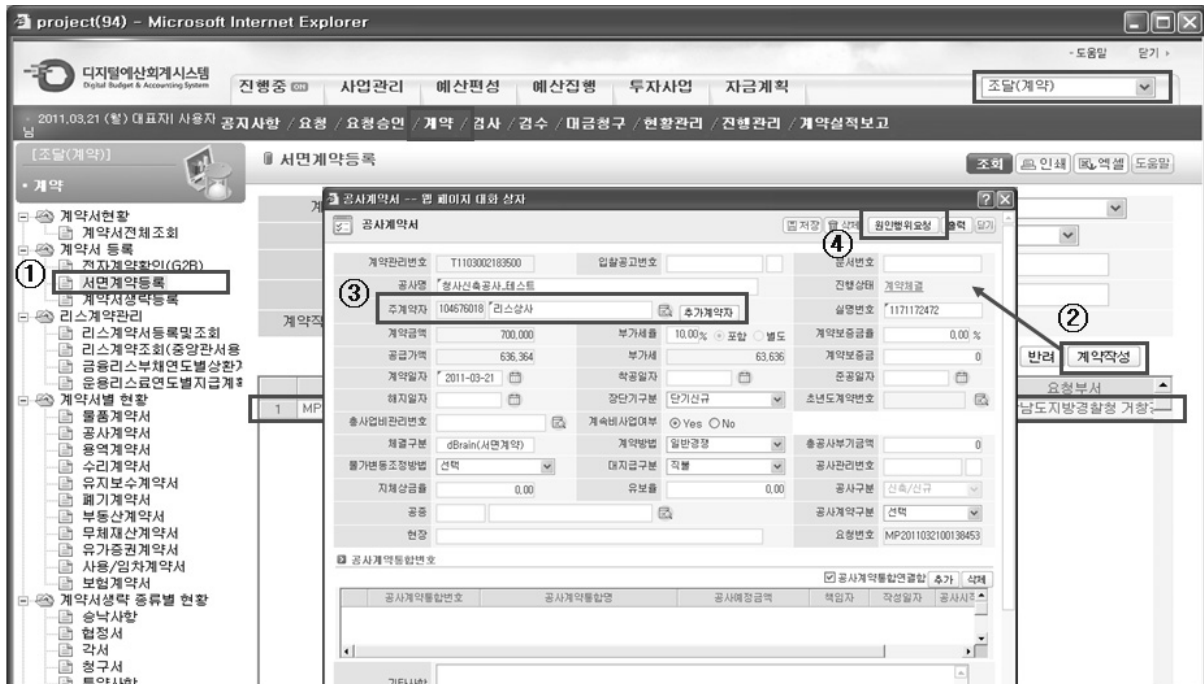 project(94) - Microsoft Internet Explorer
디지털예산회계시스템
Digital Budget & Accounting System
진행중 ON 사업관리 예산편성 예산집행 투자사업 자금계획
-도움말 닫기
조달(계약)
2011,03,21 (월) 대표자| 사용자님
공지사항 / 요청 / 요청승인 / 계약 / 검사 / 검수 / 대금청구 / 현황관리 / 진행관리 / 계약실적보고
[조달(계약)]
• 계약
서면계약등록
조회 인쇄 엑셀 도움말
계약서현황
계약서전체조회
계약서 등록
전자계약확인(G2B)
① 서면계약등록
계약서생략등록
리스계약관리
리스계약서등록및조회
리스계약조회(중앙관서용
금융리스부채연도별상환
운용리스료연도별지급계
계약서별 현황
물품계약서
공사계약서
용역계약서
수리계약서
유지보수계약서
폐기계약서
부동산계약서
무체재산계약서
유가증권계약서
사용/임차계약서
보험계약서
계약서생략 종류별 현황
승낙사항
협정서
각서
청구서
특약사항
계
계약직
② 반려 계약작성
요청부서
1 MP
남도지방경찰청 거창
공사계약서 -- 웹 페이지 대화 상자
공사계약서
저장 삭제 원인행위요청 출력 닫기
④
계약관리번호 T1103002183500 입찰공고번호 문서번호
공사명 청사신축공사_테스트 진행상태 계약체결
③ 주계약자 104676018 리스상사 추가계약자 실명번호 1171172472
계약금액 700,000 부가세율 10,00% 포함 별도 계약보증금율 0,00 %
공급가액 636,364 부가세 63,636 계약보증금 0
계약일자 2011-03-21 착공일자 준공일자
해지일자 장단기구분 단기신규 초년도계약번호
총사업비관리번호 계속비사업여부 Yes No
체결구분 dBrain(서면계약) 계약방법 일반경쟁 총공사부기금액 0
물가변동조정방법 선택 대지급구분 직불 공사관리번호
지체상금율 0,00 유보율 0,00 공사구분 신축/신규
공증 공사계약구분 선택
현장 요청번호 MP2011032100138453
공사계약통합번호
공사계약통합연결함 추가 삭제
공사계약통합번호 공사계약통합명 공사예정금액 책임자 작성일자 공사시작
기타사항